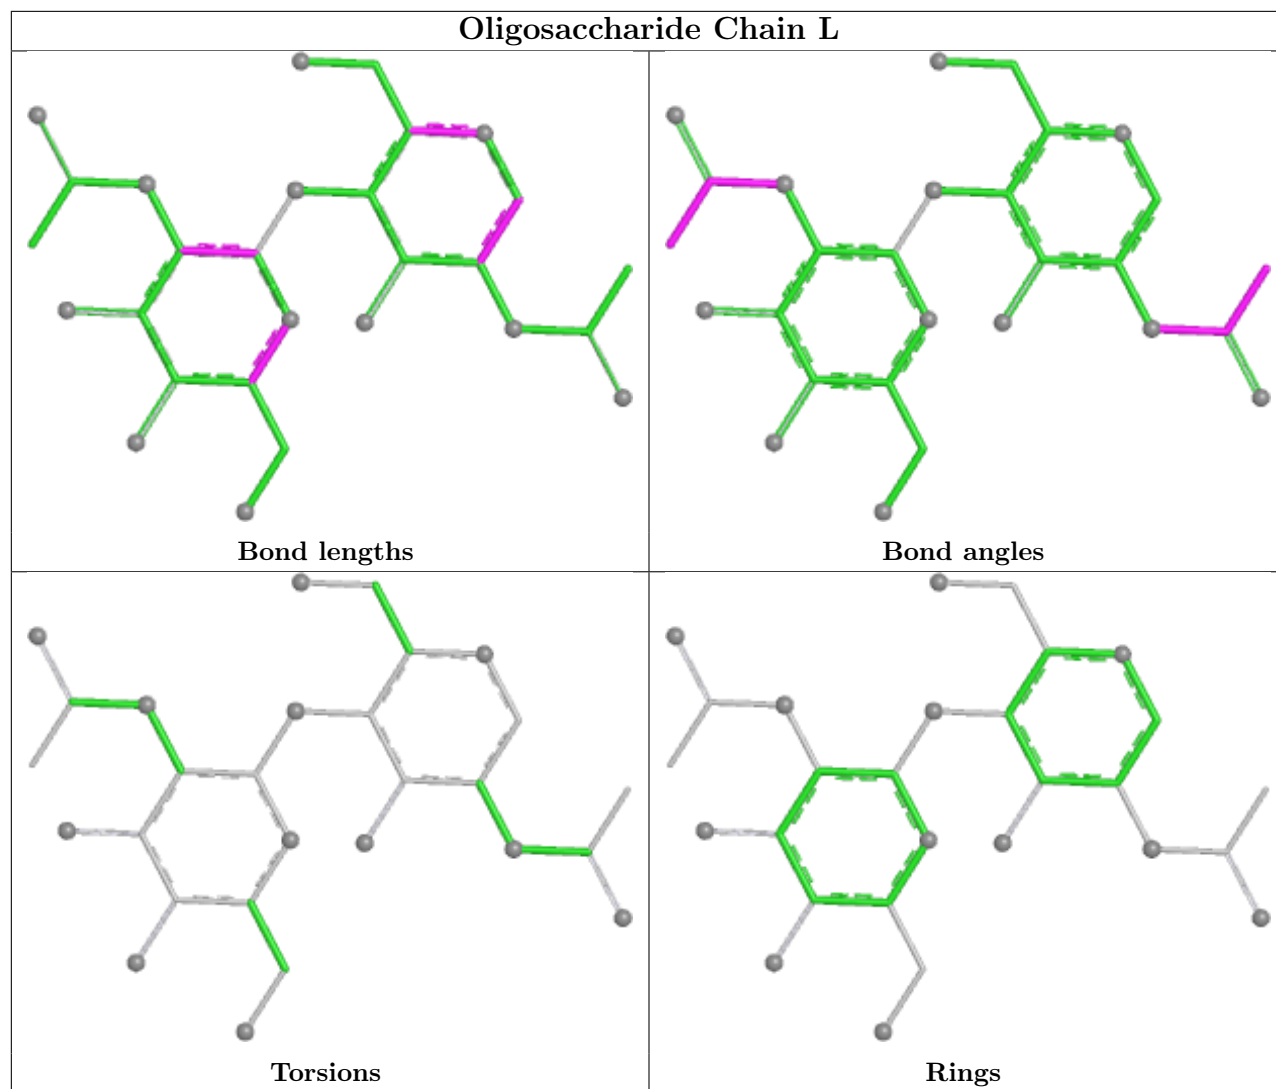 Oligosaccharide Chain L
Bond lengths
Bond angles
Torsions
Rings